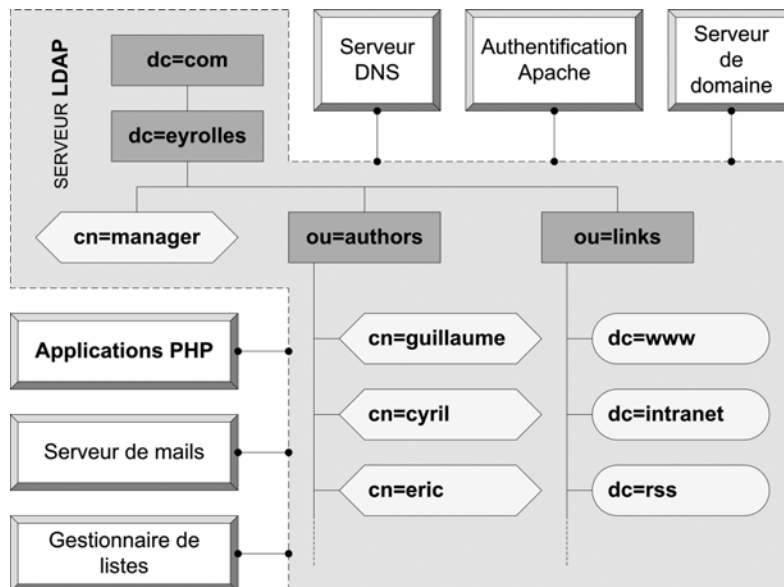 SERVEUR LDAP
dc=com
dc=eyrolles
Serveur
DNS
Authentification
Apache
Serveur
de
domaine
cn=manager
ou=authors
ou=links
Applications PHP
Serveur de mails
Gestionnaire de
listes
cn=guillaume
cn=cyril
cn=eric
dc=www
dc=intranet
dc=rss